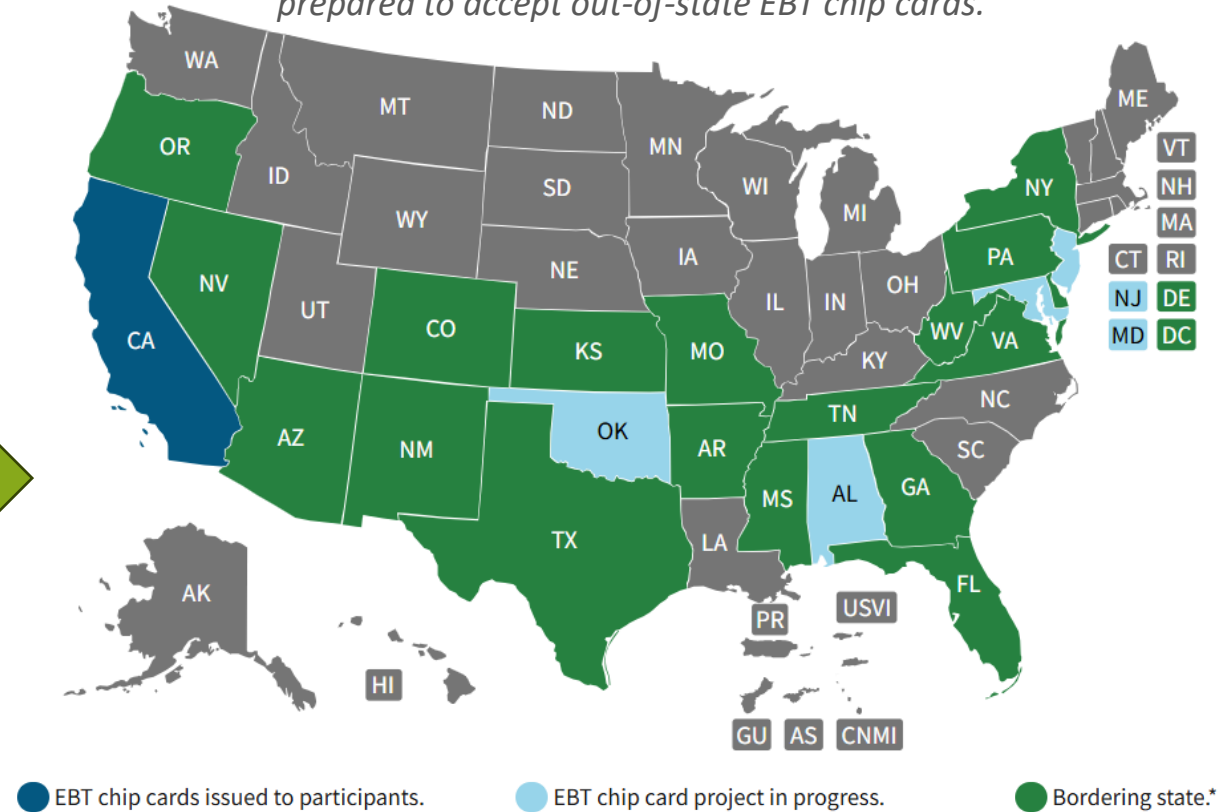 prepared to accept out-of-state EBT chip cards.
WA
MT
ND
MN
ME
OR
ID
SD
WI
MI
NY
VT
NH
MA
WY
IA
NE
PA
CT
RI
NV
UT
CO
IL
IN
OH
NJ
DE
CA
KS
MO
WV
VA
MD
DC
KY
AZ
NM
OK
AR
TN
NC
SC
MS
AL
GA
TX
LA
FL
AK
PR
USVI
HI
GU
AS
CNMI
EBT chip cards issued to participants. EBT chip card project in progress. Bordering state.*